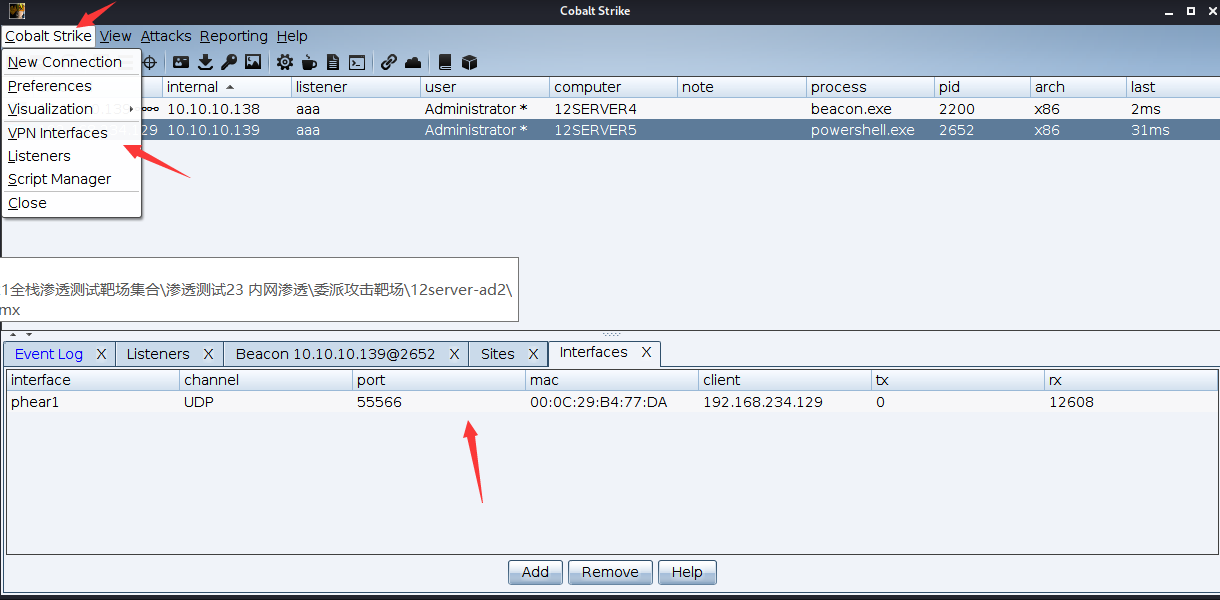 Cobalt Strike
Cobalt Strike View Attacks Reporting Help
New Connection
Preferences
Visualization
VPN Interfaces
Listeners
Script Manager
Close
internal listener user computer note process pid arch last
10.10.10.138 aaa Administrator * 12SERVER4 beacon.exe 2200 x86 2ms
129 10.10.10.139 aaa Administrator * 12SERVER5 powershell.exe 2652 x86 31ms
1全栈渗透测试靶场集合\渗透测试23 内网渗透\委派攻击靶场\12server-ad2\
mx
Event Log X Listeners X Beacon 10.10.10.139@2652 X Sites X Interfaces X
interface channel port mac client tx rx
phear1 UDP 55566 00:0C:29:B4:77:DA 192.168.234.129 0 12608
Add Remove Help